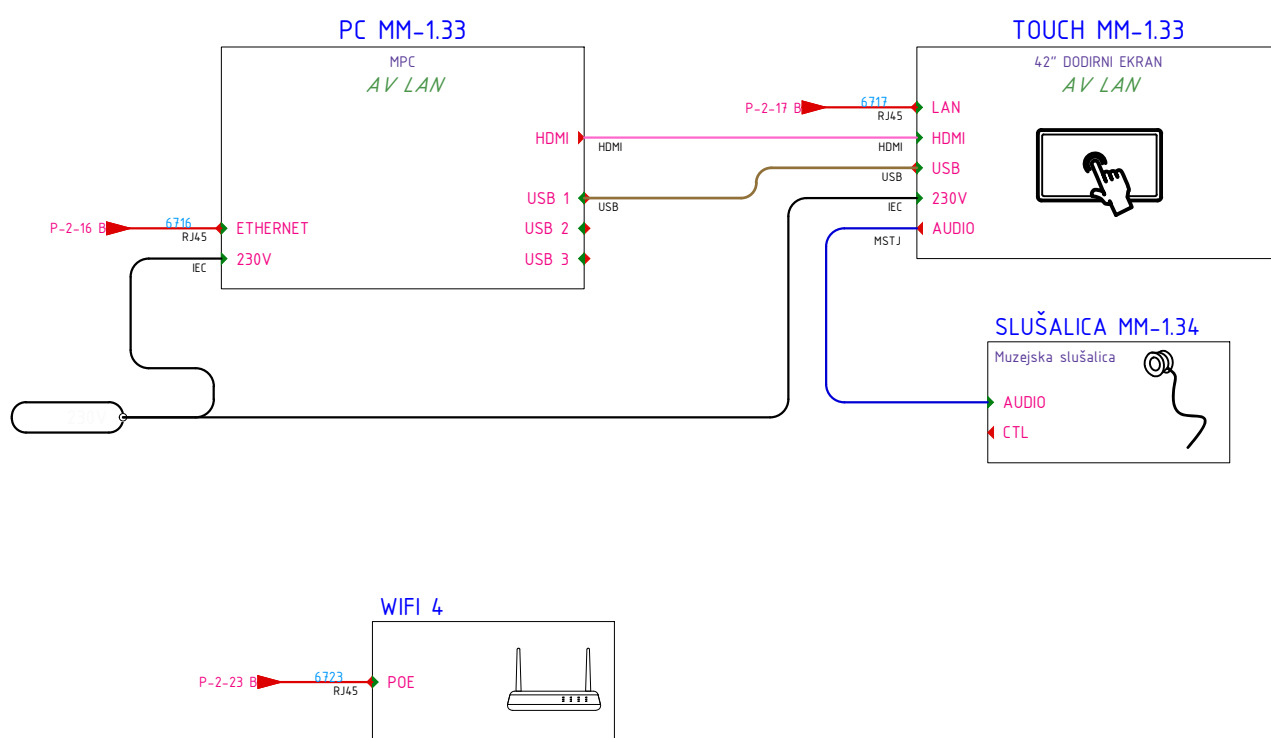 PC MM-1.33
MPC
AV LAN
HDMI
HDMI
USB 1
USB
USB 2
USB 3
P-2-16 B
6716
RJ45
ETHERNET
IEC
230V
TOUCH MM-1.33
42" DODIRNI EKRAN
AV LAN
P-2-17 B
6717
RJ45
LAN
HDMI
HDMI
USB
USB
IEC
230V
MSTJ
AUDIO
SLUŠALICA MM-1.34
Muzejska slušalica
AUDIO
CTL
230V
WIFI 4
P-2-23 B
6723
RJ45
POE